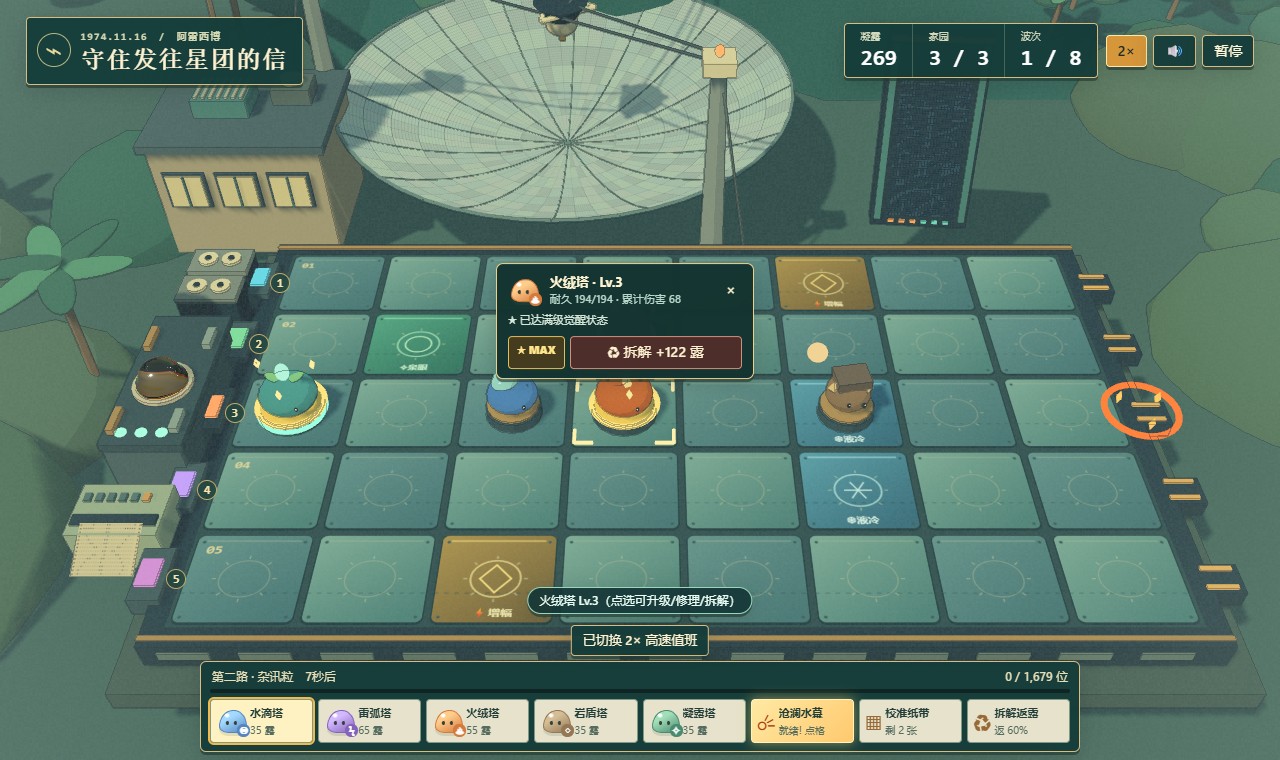 1974.11.16 / 阿雷西博
守住发往星团的信
凝露
269
家园
3 / 3
波次
1 / 8
2×
暂停
01
增幅
02
火绒塔 · Lv.3
耐久 194/194 · 累计伤害 68
×
★ 已达满级觉醒状态
★ MAX
拆解 +122 露
液冷
04
液冷
05
增幅
1
2
3
4
5
火绒塔 Lv.3（点选可升级/修理/拆解）
已切换 2× 高速值班
第二路 · 杂讯粒 7秒后
0 / 1,679 位
水滴塔
35 露
雷弧塔
65 露
火绒塔
55 露
岩盾塔
35 露
凝露塔
35 露
沧澜水幕
就绪! 点格
校准纸带
剩 2 张
拆解返露
返 60%